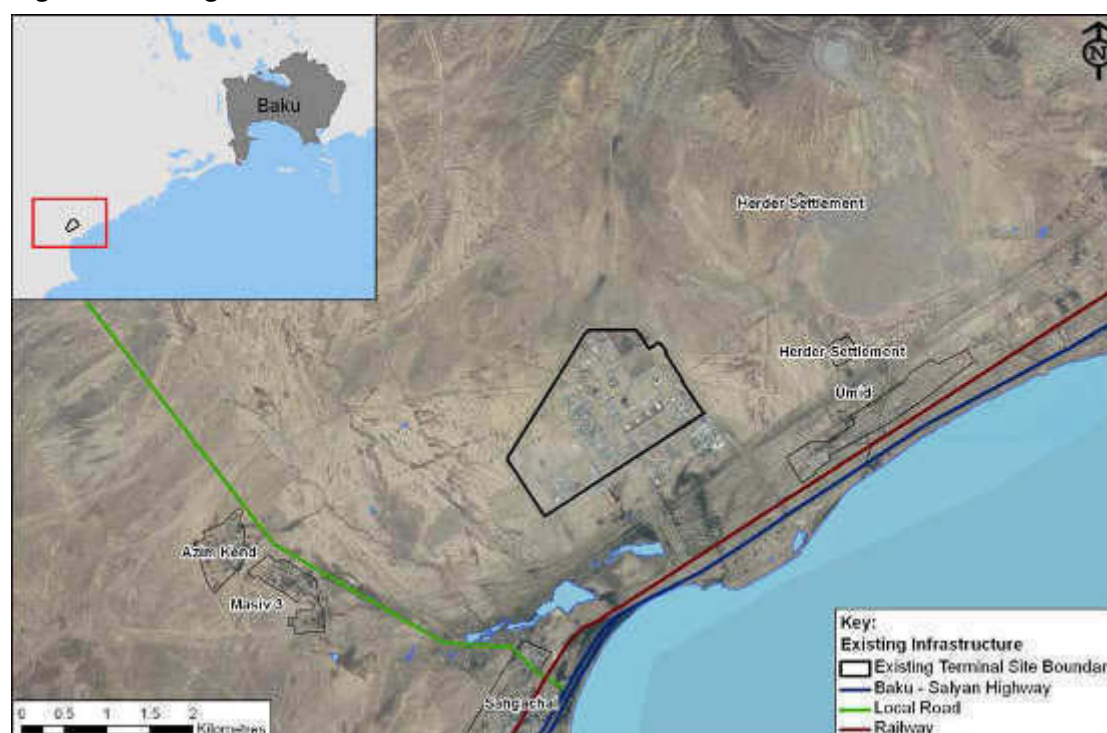 Baku
N
Herder Settlement
Herder Settlement
Umid
Azim Kend
Masiv 3
Sangachal
Key:
Existing Infrastructure
Existing Terminal Site Boundar
Baku - Salyan Highway
Local Road
Railway
0 0.5 1 1.5 2
Kilometres